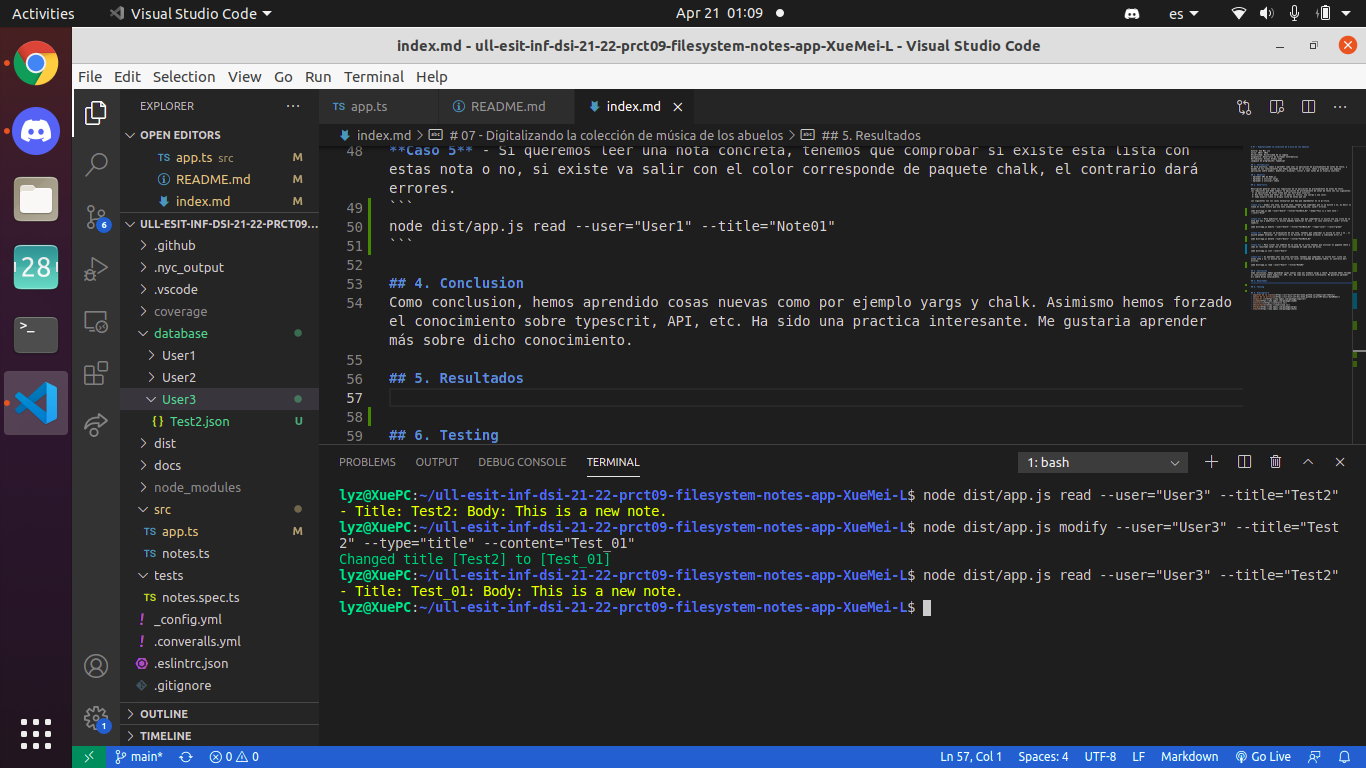 Activities
Visual Studio Code
Apr 21 01:09
es
index.md - ull-esit-inf-dsi-21-22-prct09-filesystem-notes-app-XueMei-L - Visual Studio Code
File Edit Selection View Go Run Terminal Help
EXPLORER
OPEN EDITORS
TS app.ts src M
README.md M
index.md M
ULL-ESIT-INF-DSI-21-22-PRCT09...
.github
.nyc_output
.vscode
coverage
database
User1
User2
User3
{} Test2.json U
dist
docs
node_modules
src
TS app.ts M
TS notes.ts
tests
TS notes.spec.ts
! _config.yml
! .converalls.yml
.eslintrc.json
.gitignore
OUTLINE
TIMELINE
6
1
28
>_
TS app.ts
README.md
index.md
index.md > # 07 - Digitalizando la colección de música de los abuelos > ## 5. Resultados
48 **Caso 5** - Si queremos leer una nota concreta, tenemos que comprobar si existe esta lista con
estas nota o no, si existe va salir con el color corresponde de paquete chalk, el contrario dará
errores.
49 ```
50 node dist/app.js read --user="User1" --title="Note01"
51 ```
52
53 ## 4. Conclusion
54 Como conclusion, hemos aprendido cosas nuevas como por ejemplo yargs y chalk. Asimismo hemos forzado
el conocimiento sobre typescrit, API, etc. Ha sido una practica interesante. Me gustaria aprender
más sobre dicho conocimiento.
55
56 ## 5. Resultados
57
58
59 ## 6. Testing
PROBLEMS OUTPUT DEBUG CONSOLE TERMINAL
1: bash
lyz@XuePC:~/ull-esit-inf-dsi-21-22-prct09-filesystem-notes-app-XueMei-L$ node dist/app.js read --user="User3" --title="Test2"
- Title: Test2: Body: This is a new note.
lyz@XuePC:~/ull-esit-inf-dsi-21-22-prct09-filesystem-notes-app-XueMei-L$ node dist/app.js modify --user="User3" --title="Test
2" --type="title" --content="Test_01"
Changed title [Test2] to [Test_01]
lyz@XuePC:~/ull-esit-inf-dsi-21-22-prct09-filesystem-notes-app-XueMei-L$ node dist/app.js read --user="User3" --title="Test2"
- Title: Test_01: Body: This is a new note.
lyz@XuePC:~/ull-esit-inf-dsi-21-22-prct09-filesystem-notes-app-XueMei-L$
main*
0 0
Ln 57, Col 1
Spaces: 4
UTF-8
LF
Markdown
Go Live